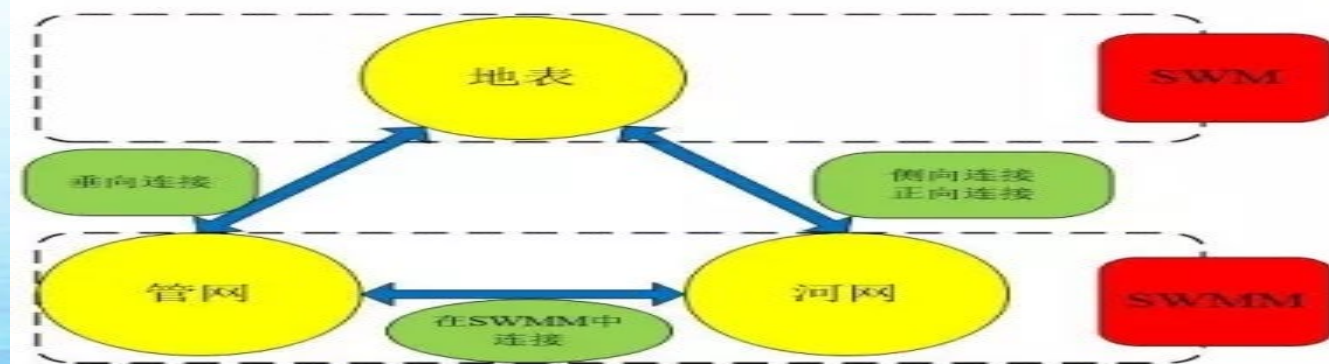 地表
SWM
垂向连接
侧向连接
正向连接
管网
河网
SWMM
在SWMM中
连接